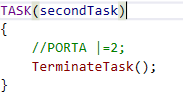 TASK(secondTask)
{
    //PORTA |=2;
    TerminateTask();
}